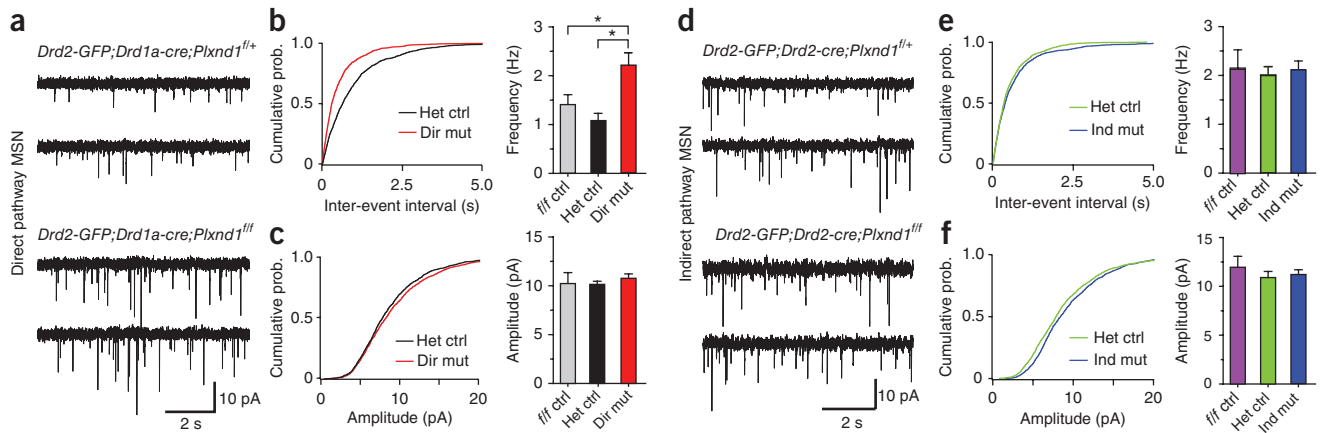 a
Drd2-GFP;Drd1a-cre;Plxnd1f/+
Direct pathway MSN
Drd2-GFP;Drd1a-cre;Plxnd1f/f
10 pA
2 s
b
Cumulative prob.
1.0
0.5
0
Het ctrl
Dir mut
0 2.5 5.0
Inter-event interval (s)
Frequency (Hz)
3
2
1
0
* 
*
f/f ctrl
Het ctrl
Dir mut
c
Cumulative prob.
1.0
0.5
0
Het ctrl
Dir mut
0 5 10 15 20
Amplitude (pA)
Amplitude (pA)
15
10
5
0
f/f ctrl
Het ctrl
Dir mut
d
Drd2-GFP;Drd2-cre;Plxnd1f/+
Indirect pathway MSN
Drd2-GFP;Drd2-cre;Plxnd1f/f
10 pA
2 s
e
Cumulative prob.
1.0
0.5
0
Het ctrl
Ind mut
0 2.5 5.0
Inter-event interval (s)
Frequency (Hz)
3
2
1
0
f/f ctrl
Het ctrl
Ind mut
f
Cumulative prob.
1.0
0.5
0
Het ctrl
Ind mut
0 5 10 15 20
Amplitude (pA)
Amplitude (pA)
15
10
5
0
f/f ctrl
Het ctrl
Ind mut